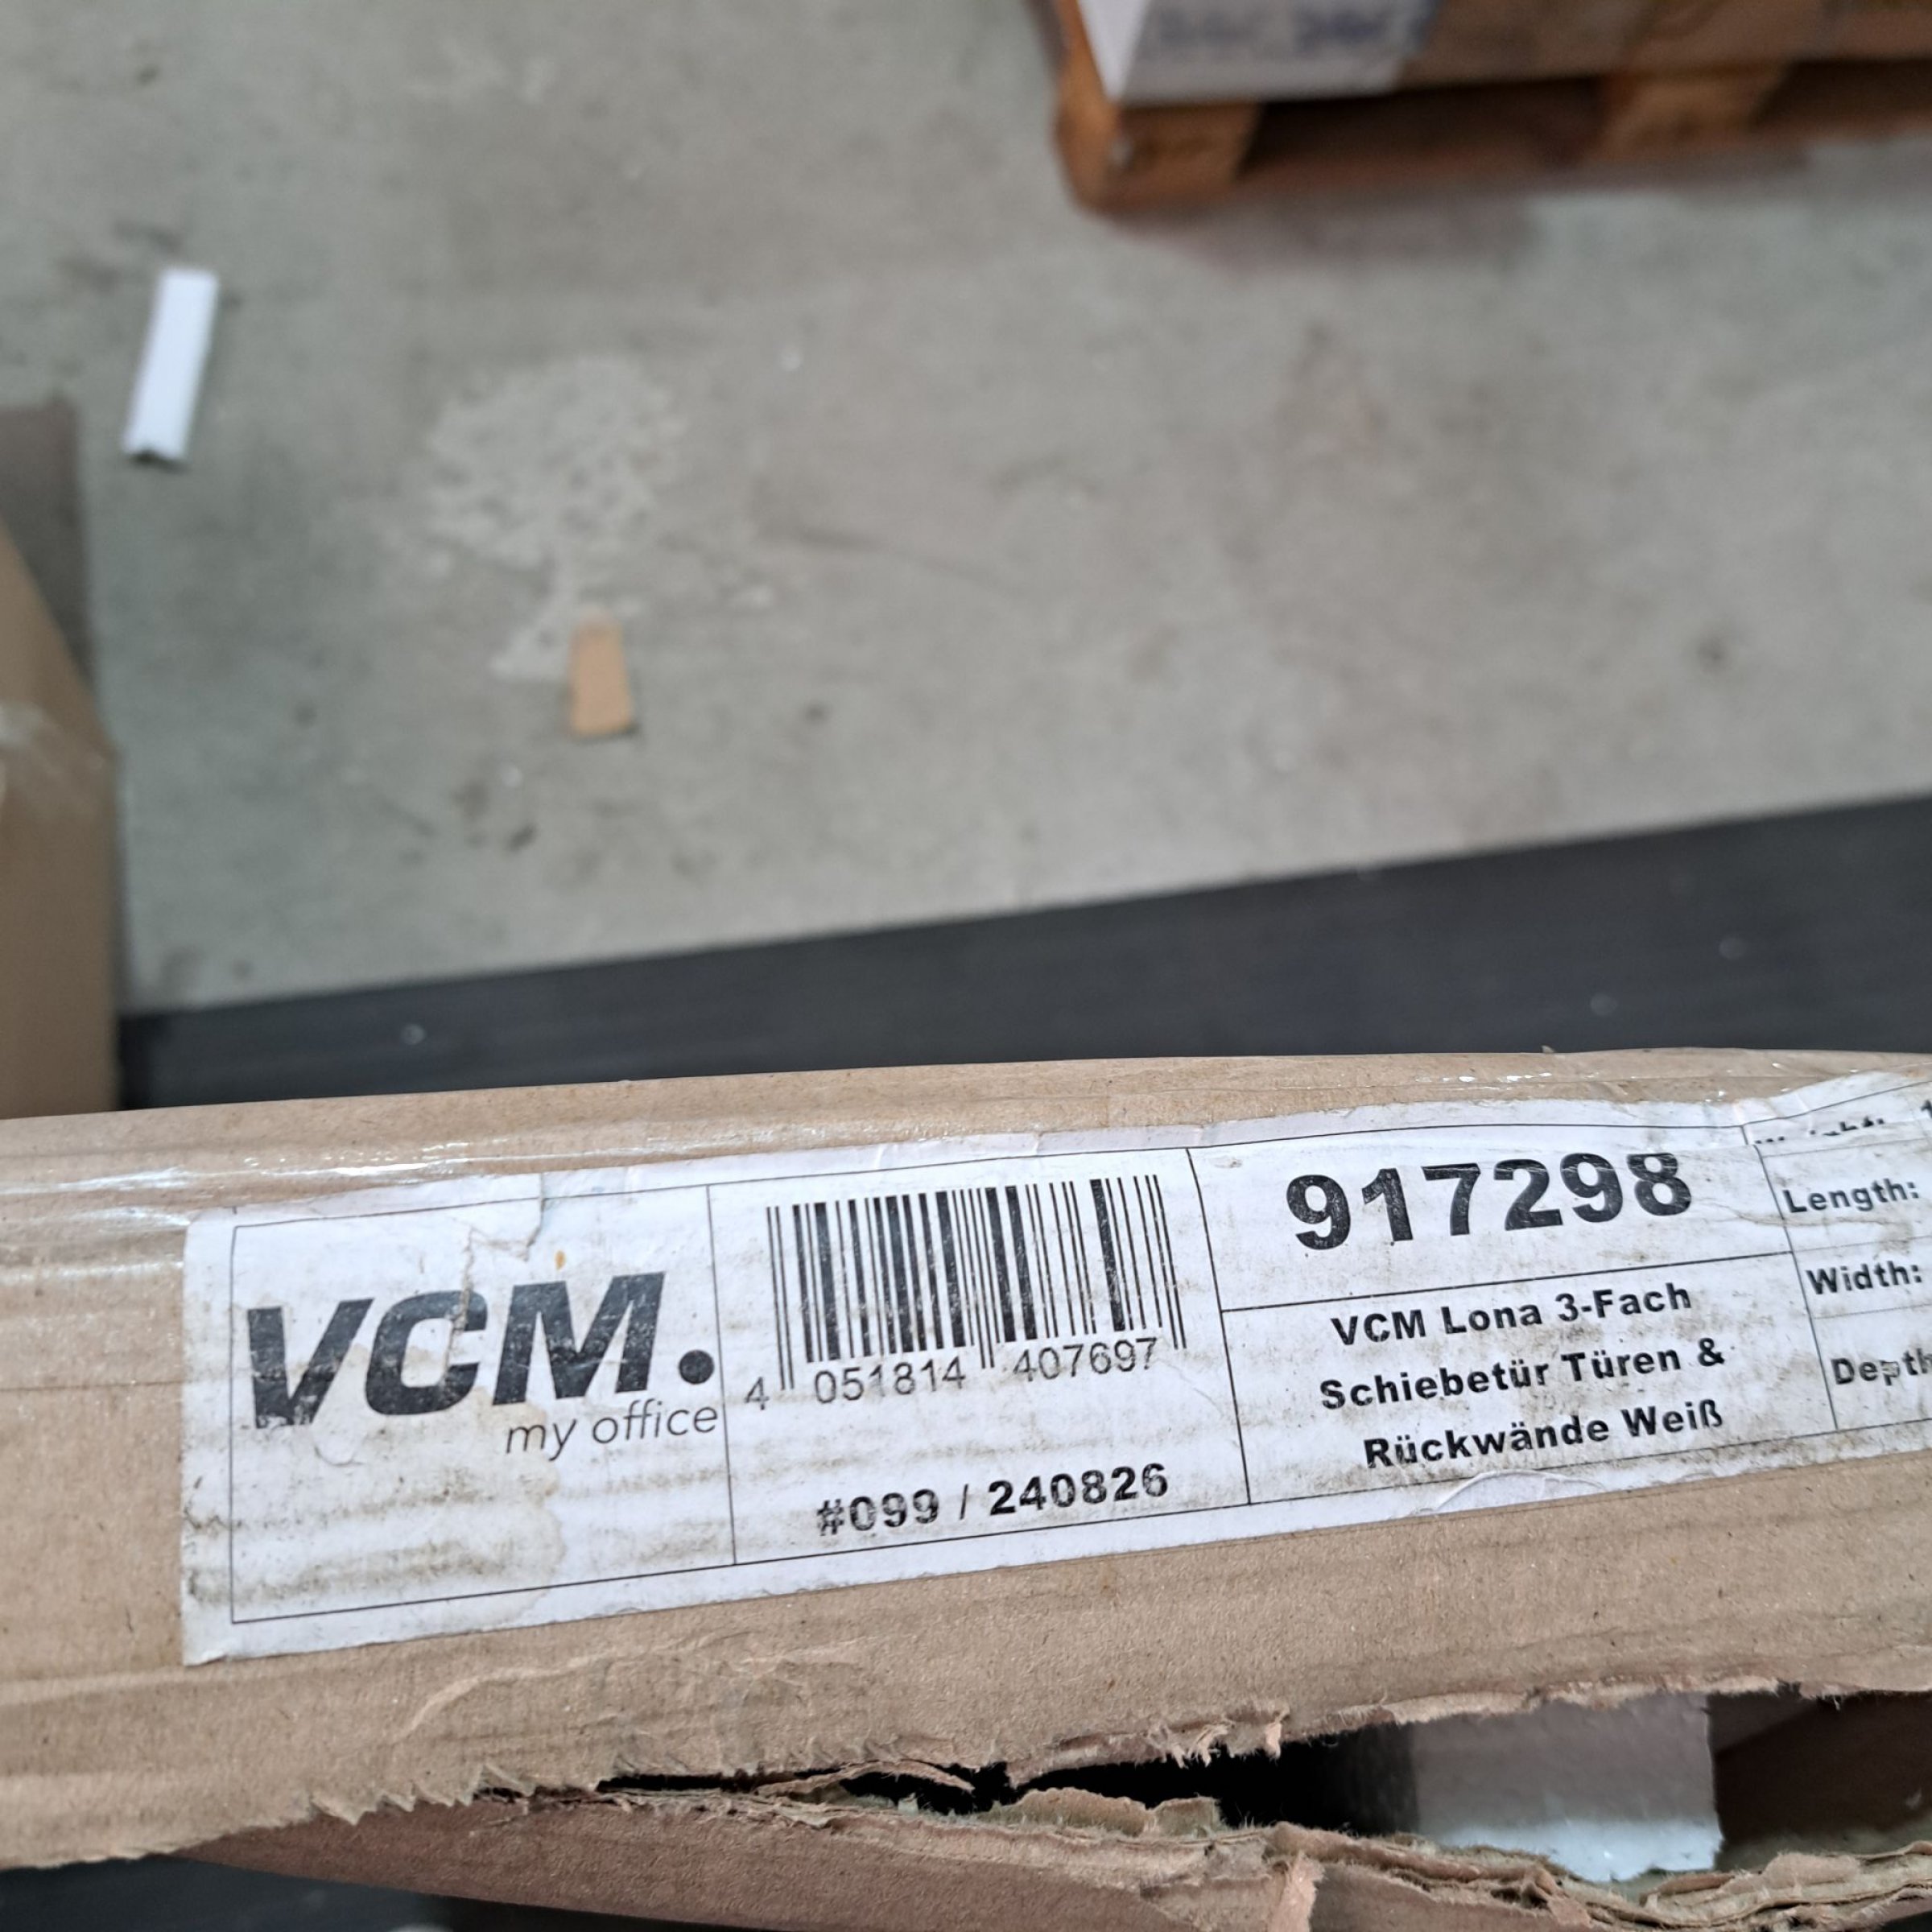 VCM.
my office
4 051814 407697
#099 / 240826
917298
VCM Lona 3-Fach
Schiebetür Türen &
Rückwände Weiß
Length:
Width:
Depth